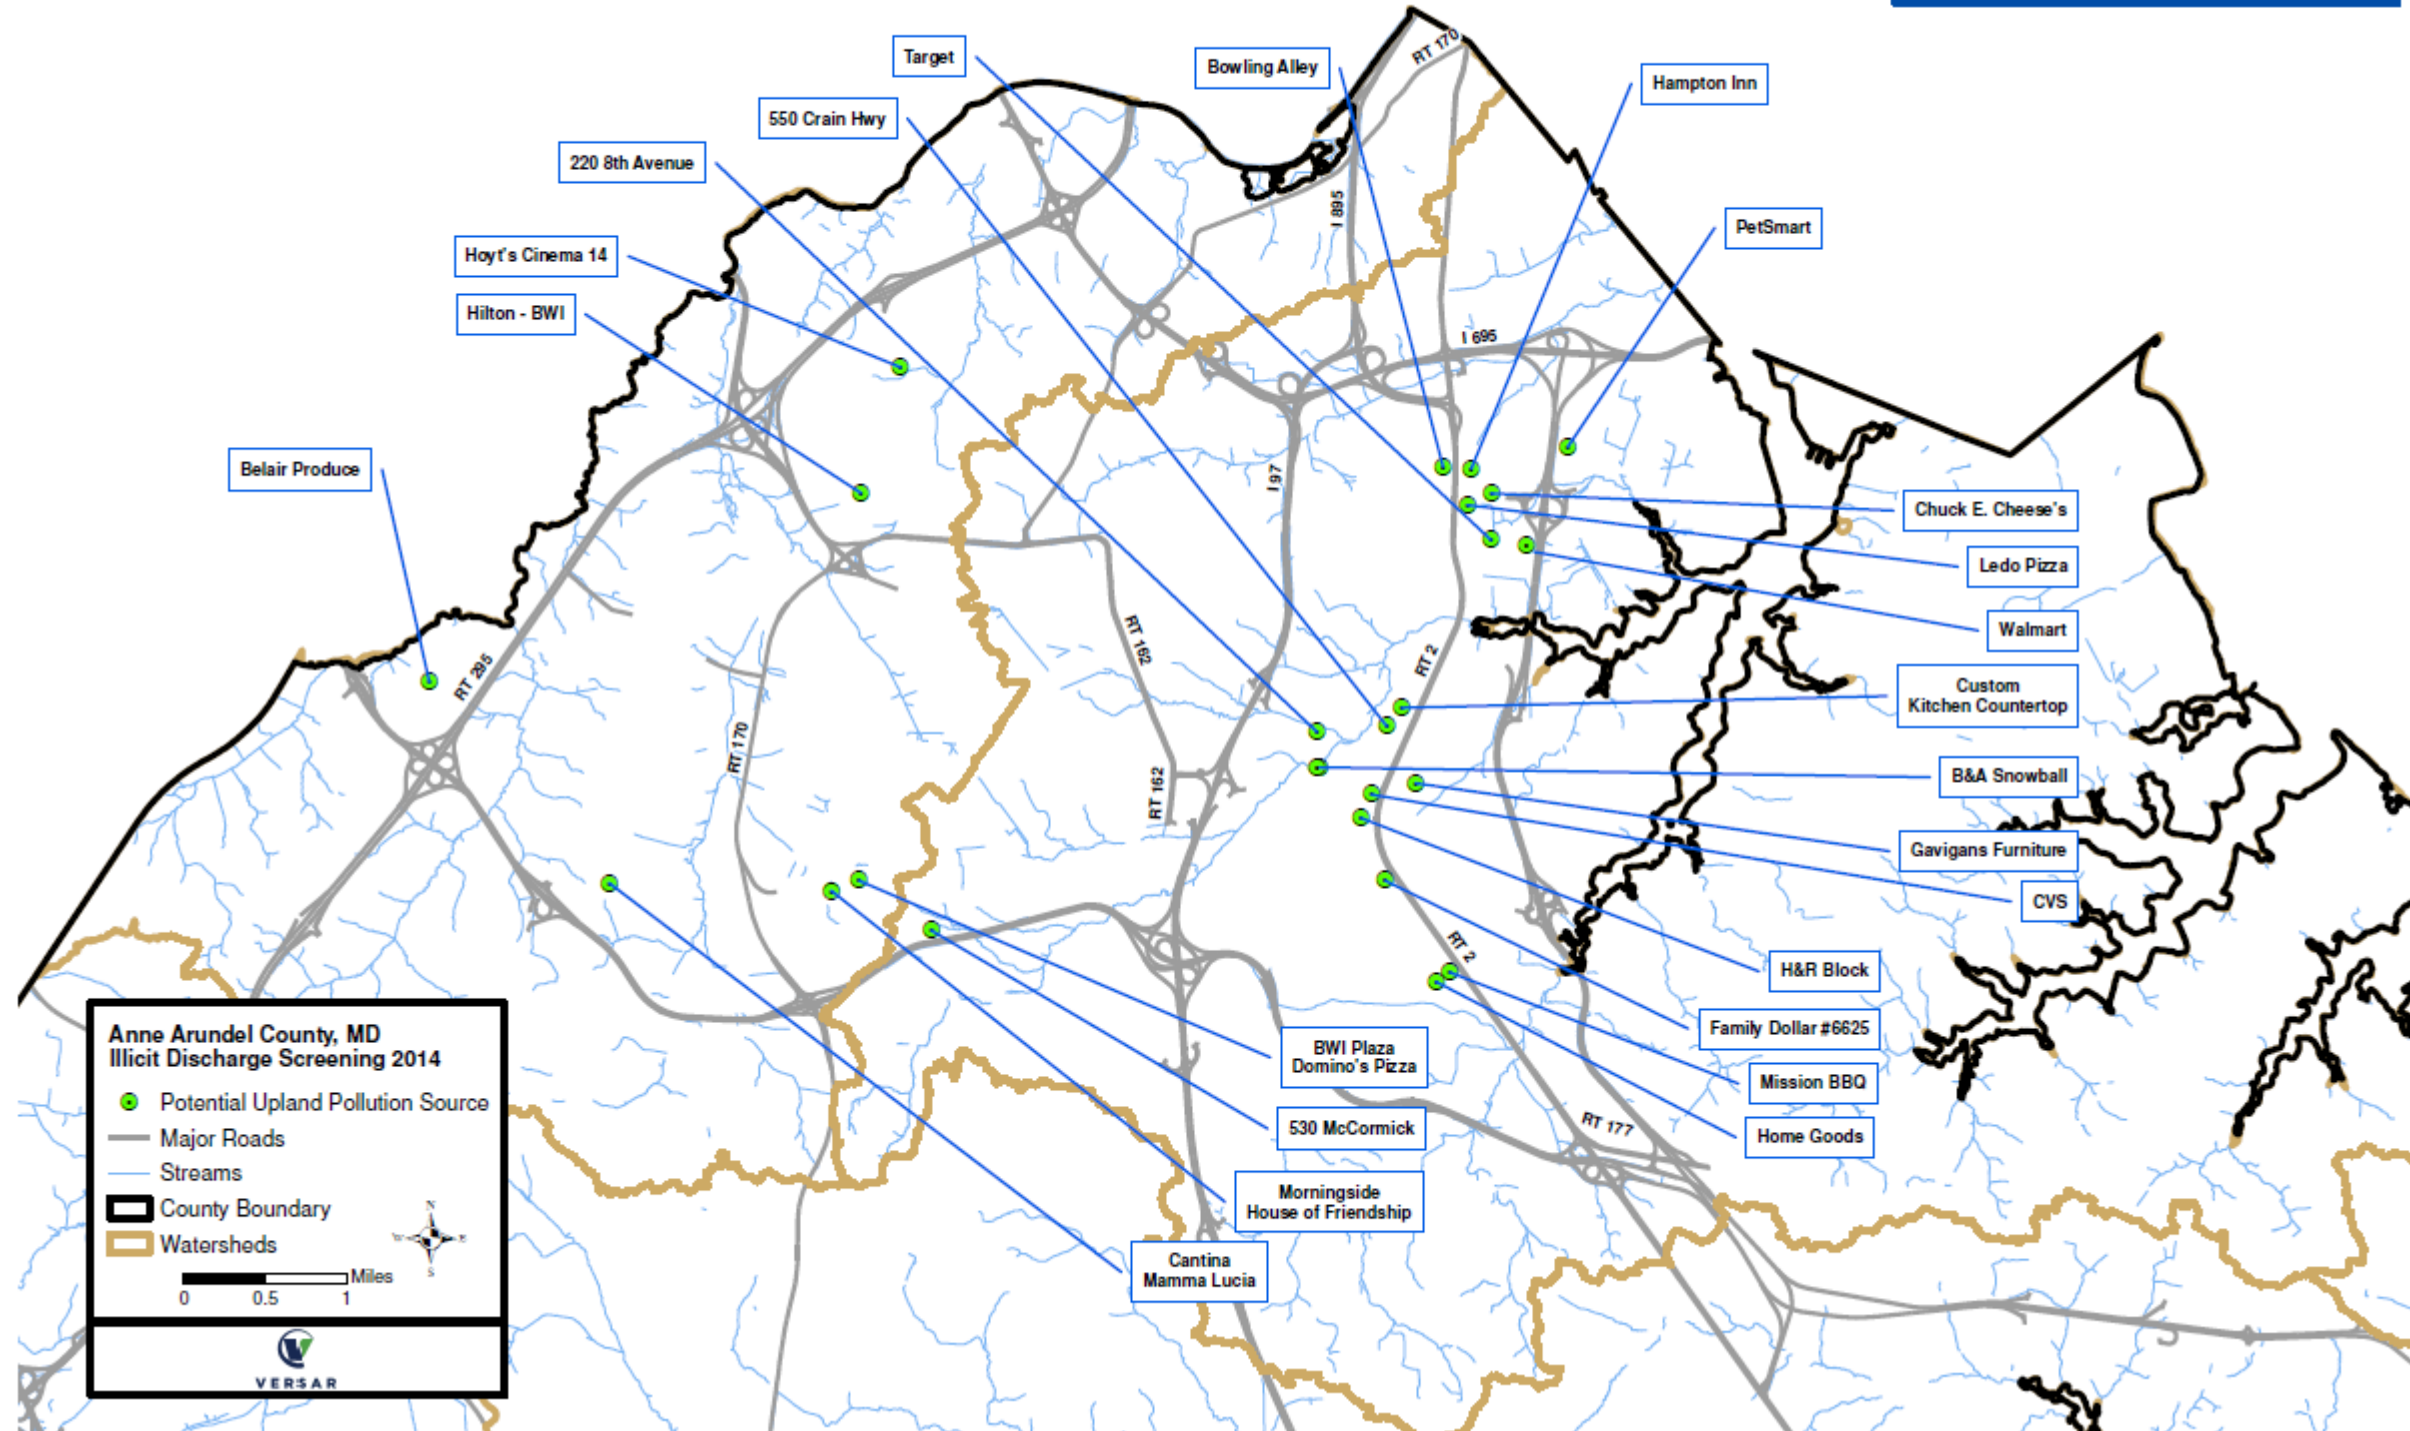 Target
Bowling Alley
RT 170
Hampton Inn
550 Crain Hwy
220 8th Avenue
I 895
PetSmart
Hoyt's Cinema 14
Hilton - BWI
I 695
Belair Produce
I 97
Chuck E. Cheese's
Ledo Pizza
Walmart
RT 162
RT 2
RT 295
Custom
Kitchen Countertop
RT 170
RT 162
B&A Snowball
Gavigans Furniture
CVS
RT 2
H&R Block
Family Dollar #6625
BWI Plaza
Domino's Pizza
Mission BBQ
530 McCormick
RT 177
Home Goods
Morningside
House of Friendship
Cantina
Mamma Lucia
Anne Arundel County, MD
Illicit Discharge Screening 2014
Potential Upland Pollution Source
Major Roads
Streams
County Boundary
Watersheds
N
W
E
S
Miles
0 0.5 1
VERSAR